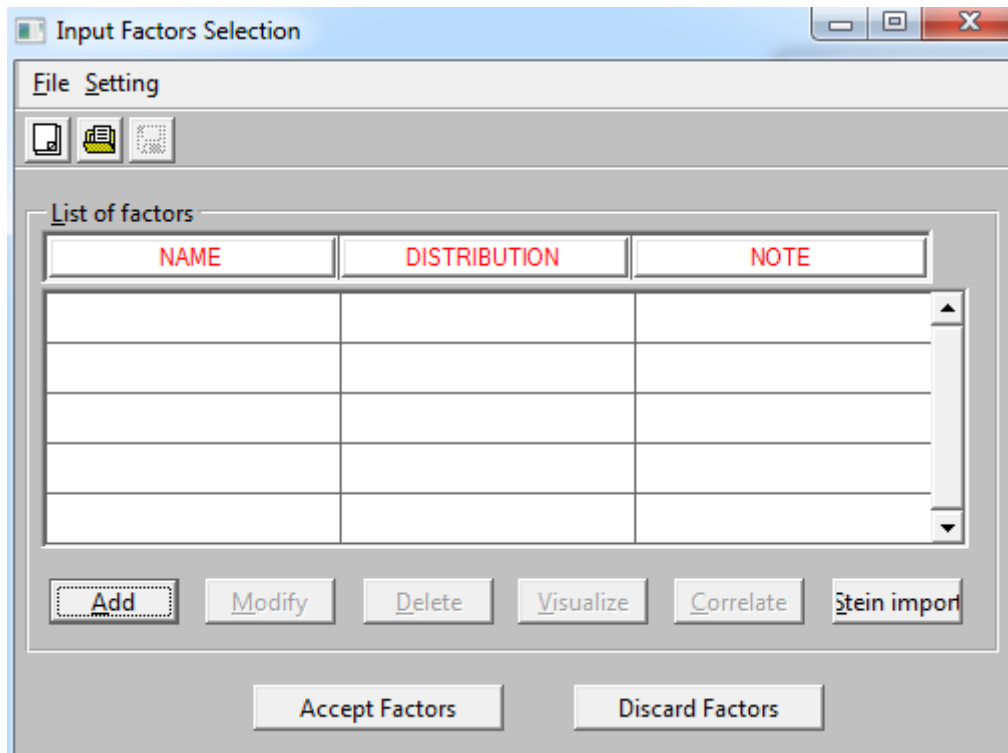 Input Factors Selection
File Setting
List of factors
NAME DISTRIBUTION NOTE
Add Modify Delete Visualize Correlate Stein import
Accept Factors Discard Factors